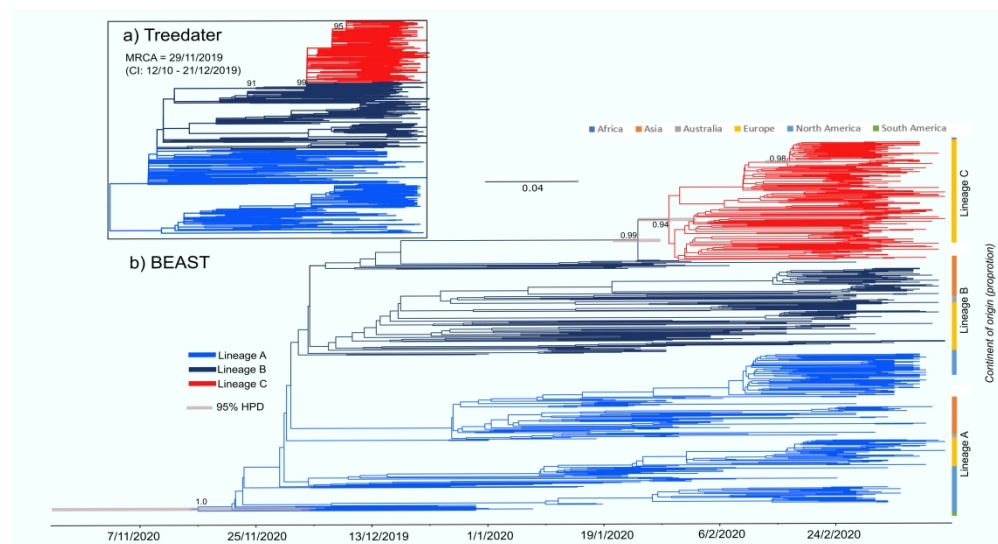 a) Treedater
MRCA = 29/11/2019
(CI: 12/10 - 21/12/2019)
95
91
99
Africa Asia Australia Europe North America South America
0.04
0.98
0.94
0.99
b) BEAST
Lineage A
Lineage B
Lineage C
95% HPD
1.0
Lineage C
Lineage B
Lineage A
Continent of origin (proprotion)
7/11/2020 25/11/2020 13/12/2019 1/1/2020 19/1/2020 6/2/2020 24/2/2020